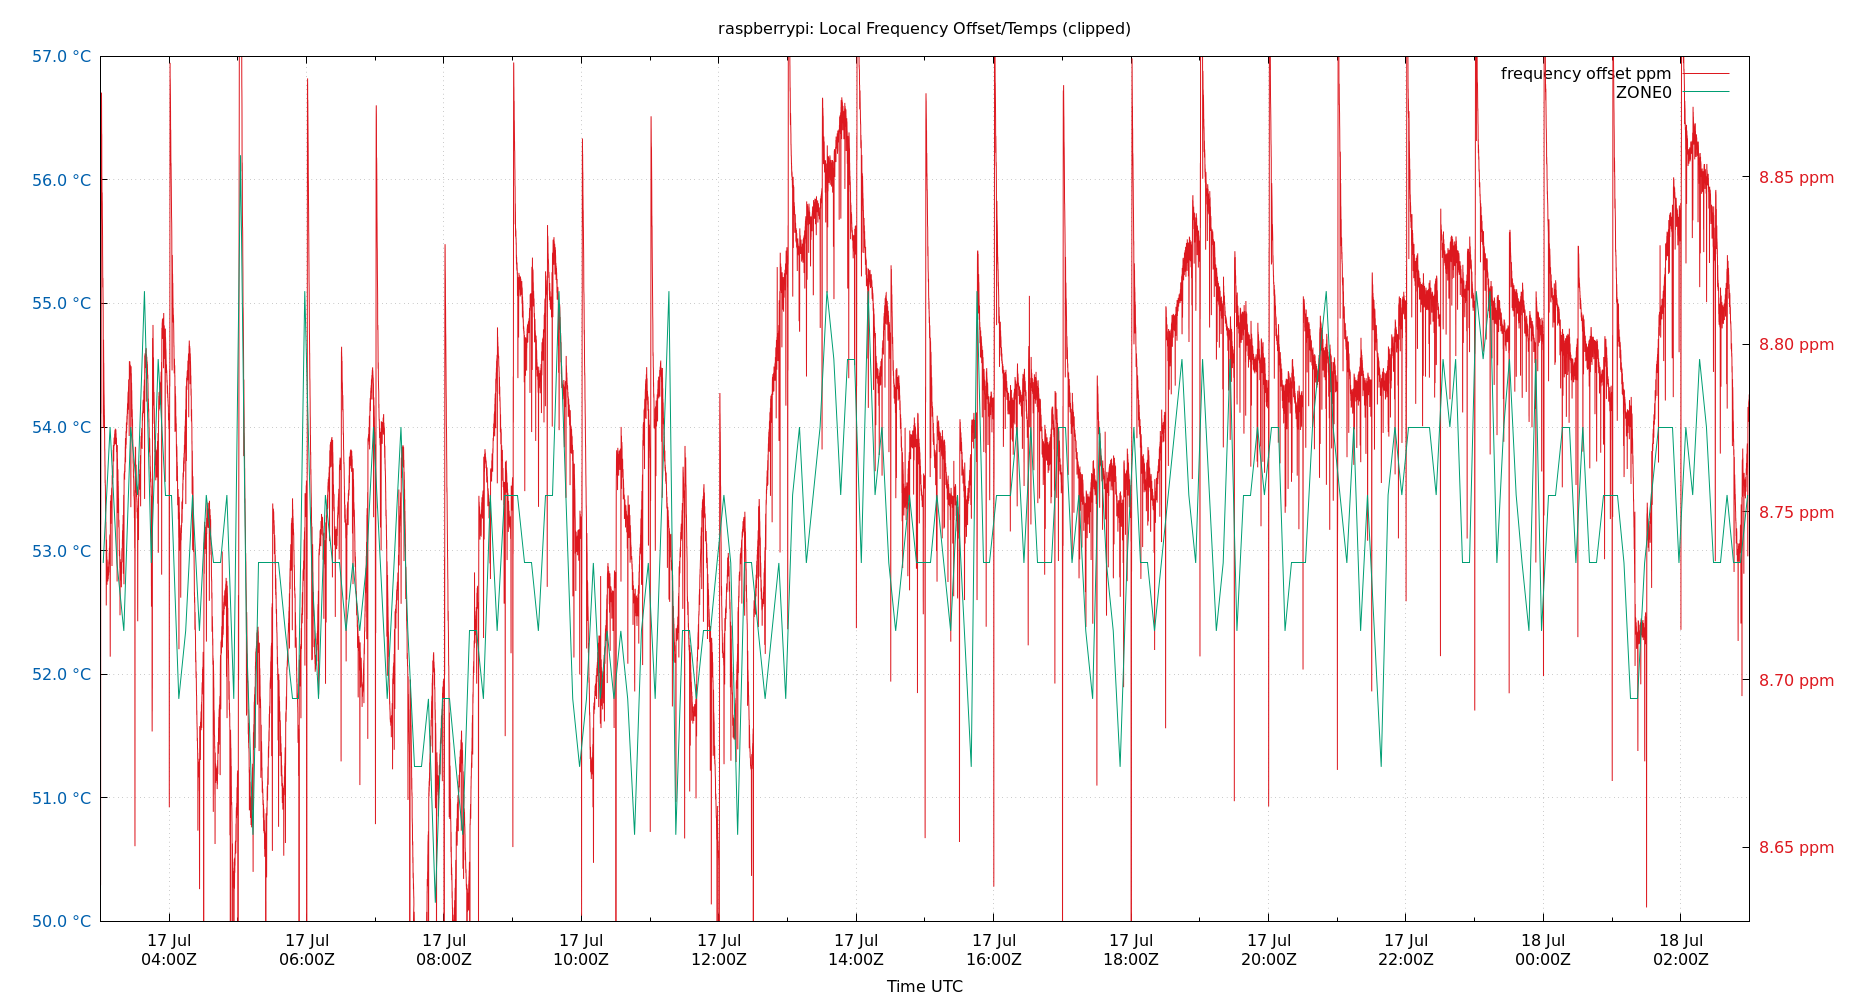 raspberrypi: Local Frequency Offset/Temps (clipped)
57.0 °C
56.0 °C
55.0 °C
54.0 °C
53.0 °C
52.0 °C
51.0 °C
50.0 °C
frequency offset ppm
ZONE0
8.85 ppm
8.80 ppm
8.75 ppm
8.70 ppm
8.65 ppm
17 Jul 17 Jul 17 Jul 17 Jul 17 Jul 17 Jul 17 Jul 17 Jul 17 Jul 17 Jul 18 Jul 18 Jul
04:00Z 06:00Z 08:00Z 10:00Z 12:00Z 14:00Z 16:00Z 18:00Z 20:00Z 22:00Z 00:00Z 02:00Z
Time UTC